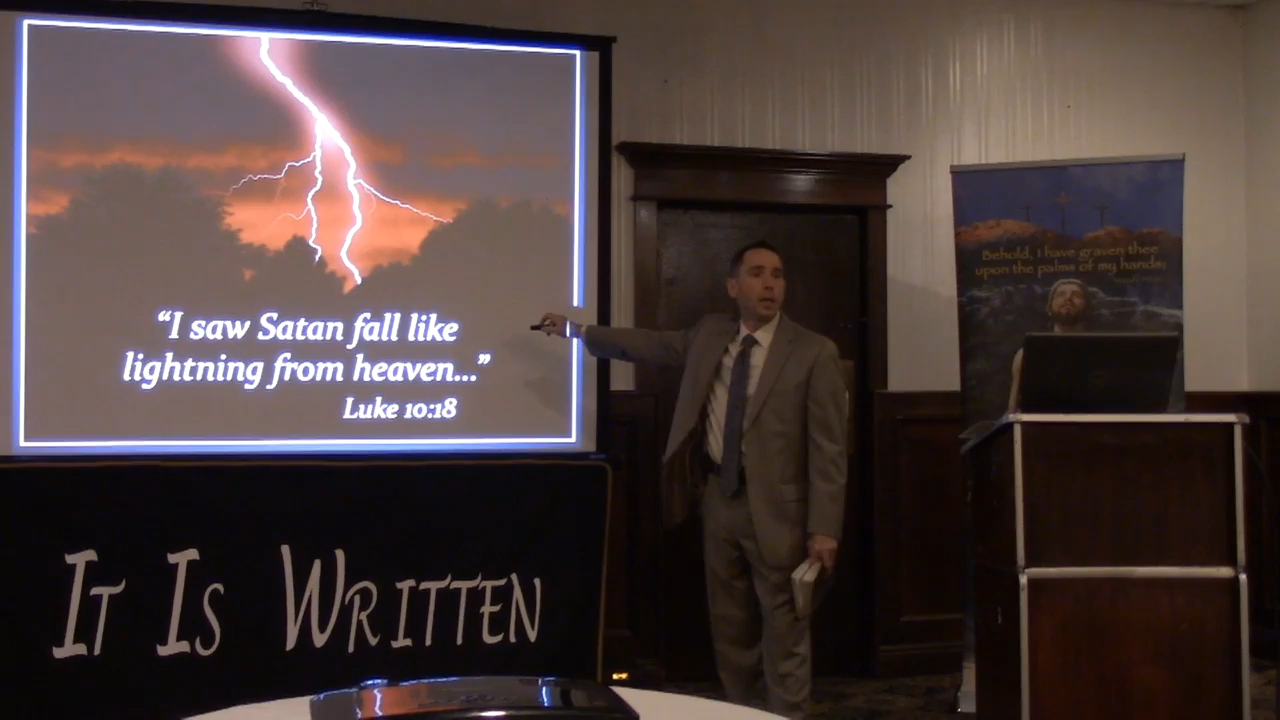 “I saw Satan fall like
lightning from heaven...”
Luke 10:18
IT IS WRITTEN
Behold, I have graven thee
upon the palms of my hands;